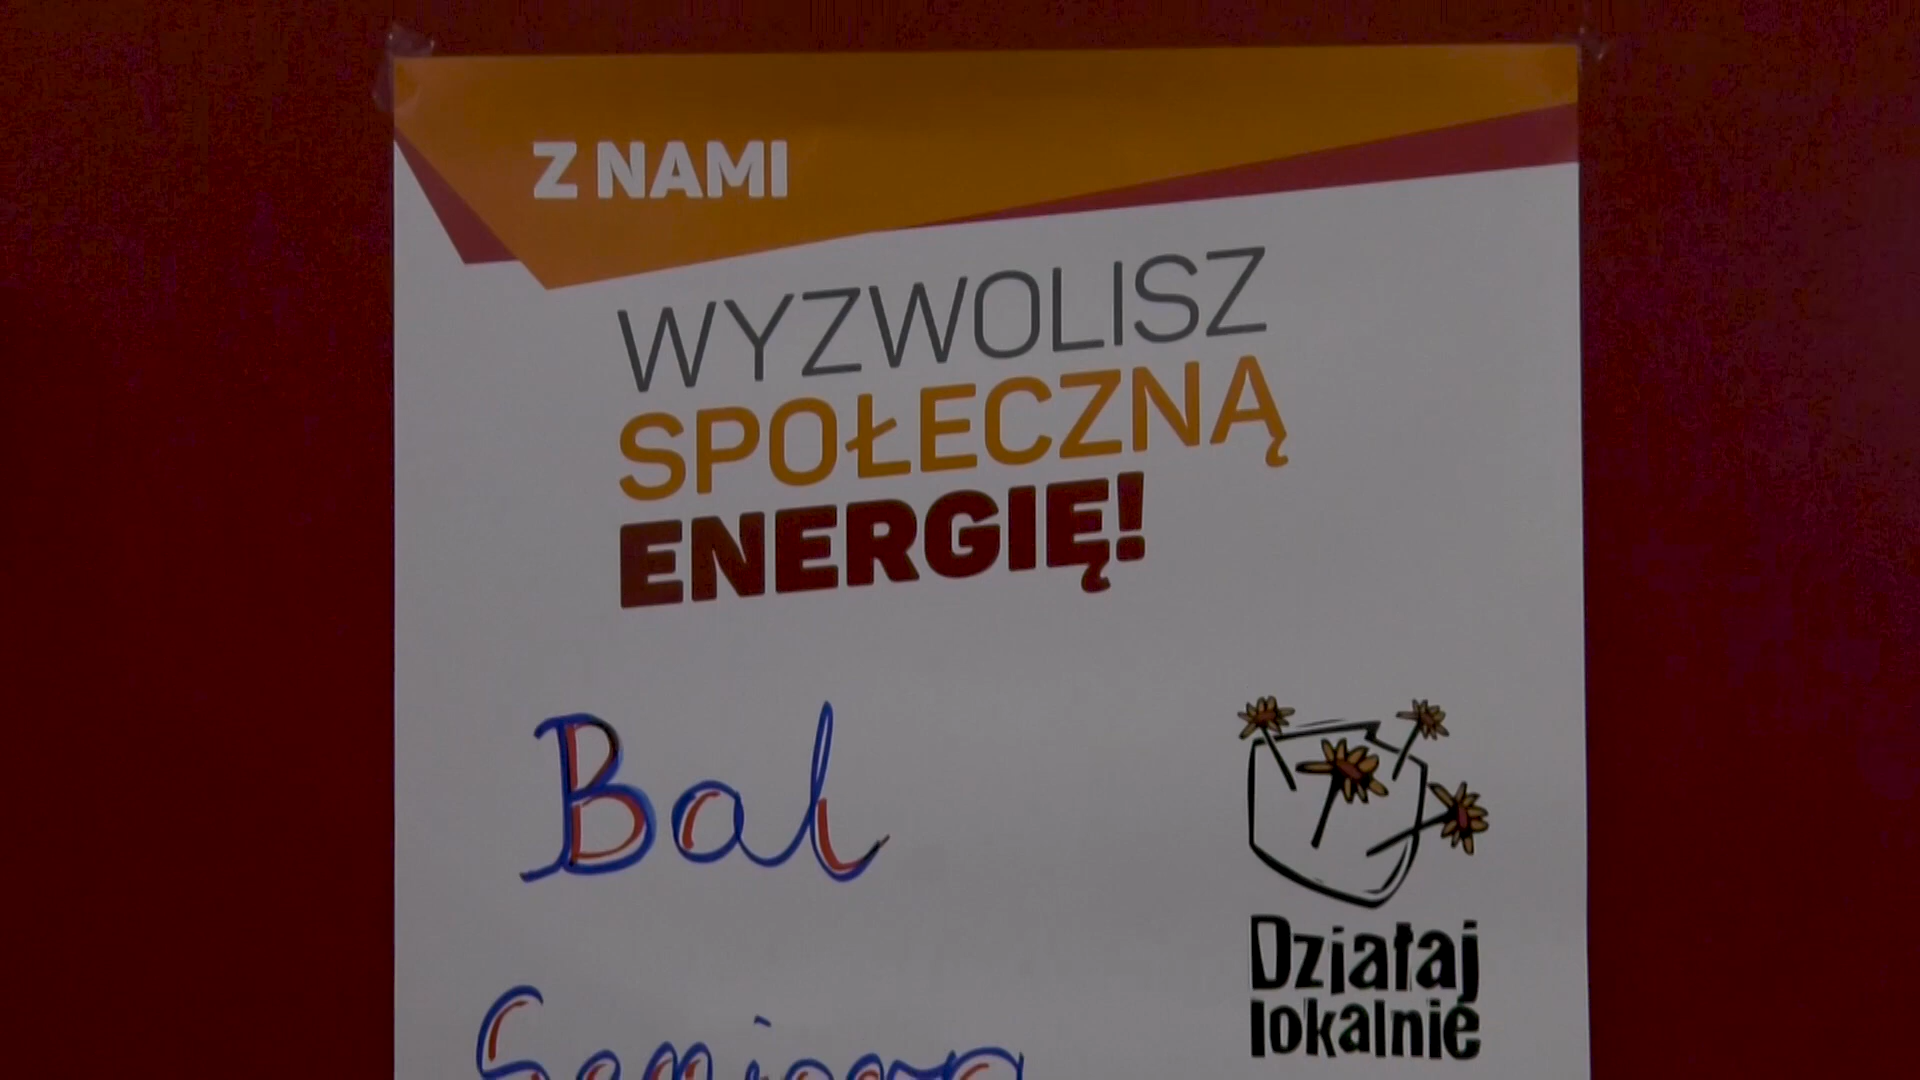 Z NAMI
WYZWOLISZ
SPOŁECZNĄ
ENERGIĘ!
Bal
Działaj
lokalnie